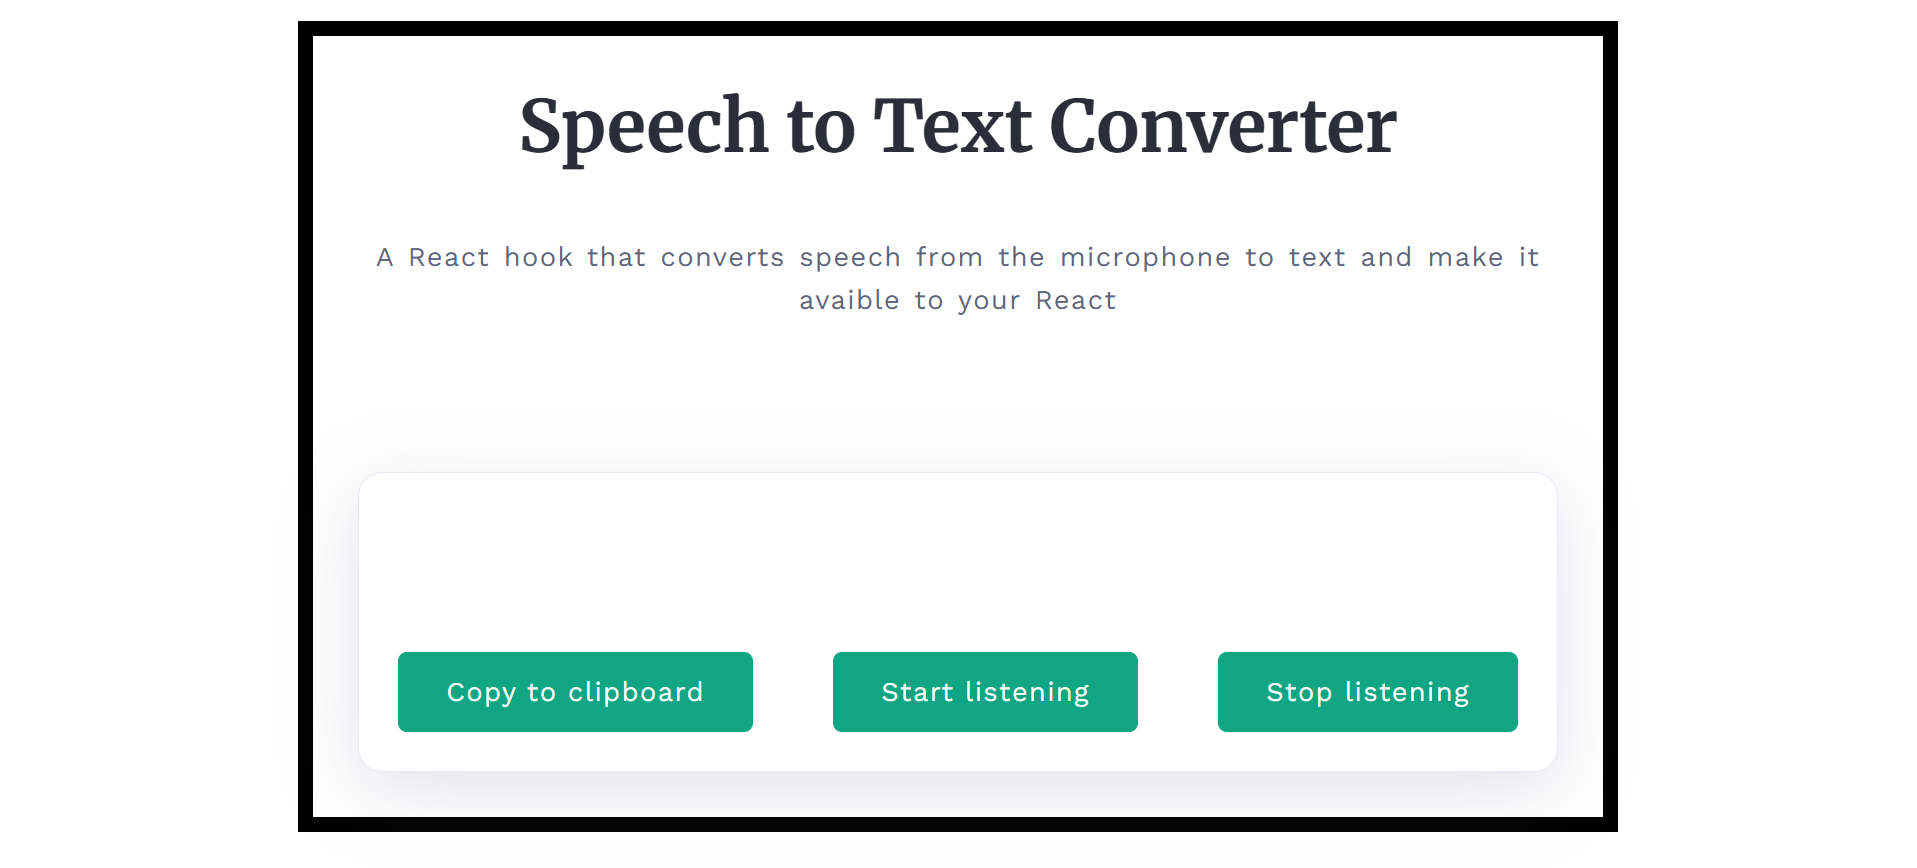 Speech to Text Converter
A React hook that converts speech from the microphone to text and make it
avaible to your React
Copy to clipboard
Start listening
Stop listening